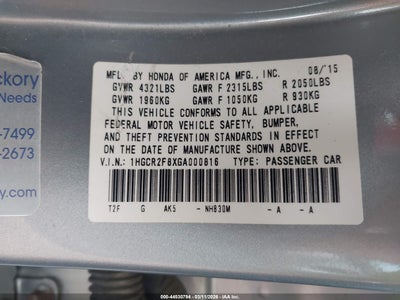 MFD. BY HONDA OF AMERICA MFG., INC. 08/'15
GVWR 4321LBS GAWR F 2315LBS R 2050LBS
GVWR 1960KG GAWR F 1050KG R 930KG
THIS VEHICLE CONFORMS TO ALL APPLICABLE
FEDERAL MOTOR VEHICLE SAFETY, BUMPER,
AND THEFT PREVENTION STANDARDS IN EFFECT
ON THE DATE OF MANUFACTURE SHOWN ABOVE.
V.I.N.: 1HGCR2F8XGA000816 TYPE: PASSENGER CAR
T2F G AK5 - NH830M - A - A
ickory
Needs
-7499
-2673
000-44030794 - 03/11/2026 - © IAA Inc.